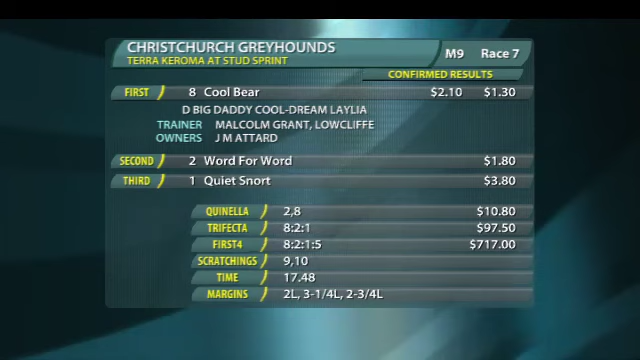 CHRISTCHURCH GREYHOUNDS
TERRA KEROMA AT STUD SPRINT
M9 Race 7
CONFIRMED RESULTS
FIRST 8 Cool Bear $2.10 $1.30
D BIG DADDY COOL-DREAM LAYLIA
TRAINER MALCOLM GRANT, LOWCLIFFE
OWNERS J M ATTARD
SECOND 2 Word For Word $1.80
THIRD 1 Quiet Snort $3.80
QUINELLA 2,8 $10.80
TRIFECTA 8:2:1 $97.50
FIRST4 8:2:1:5 $717.00
SCRATCHINGS 9,10
TIME 17.48
MARGINS 2L, 3-1/4L, 2-3/4L